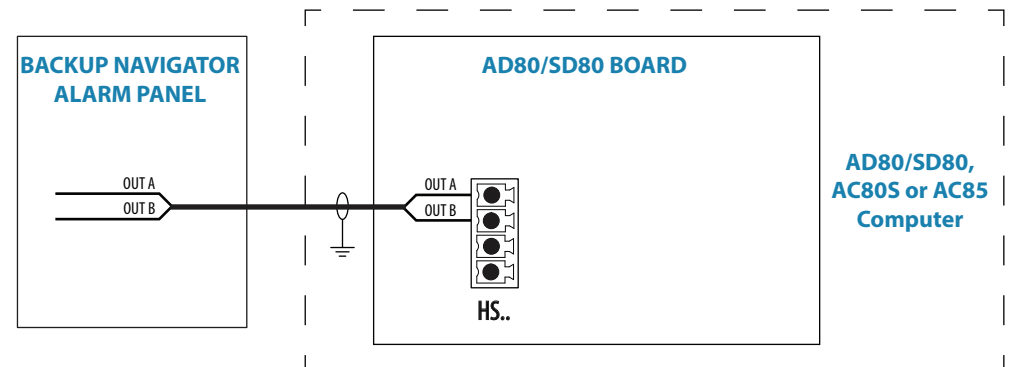 BACKUP NAVIGATOR
ALARM PANEL
OUT A
OUT B
AD80/SD80 BOARD
OUT A
OUT B
HS..
AD80/SD80,
AC80S or AC85
Computer